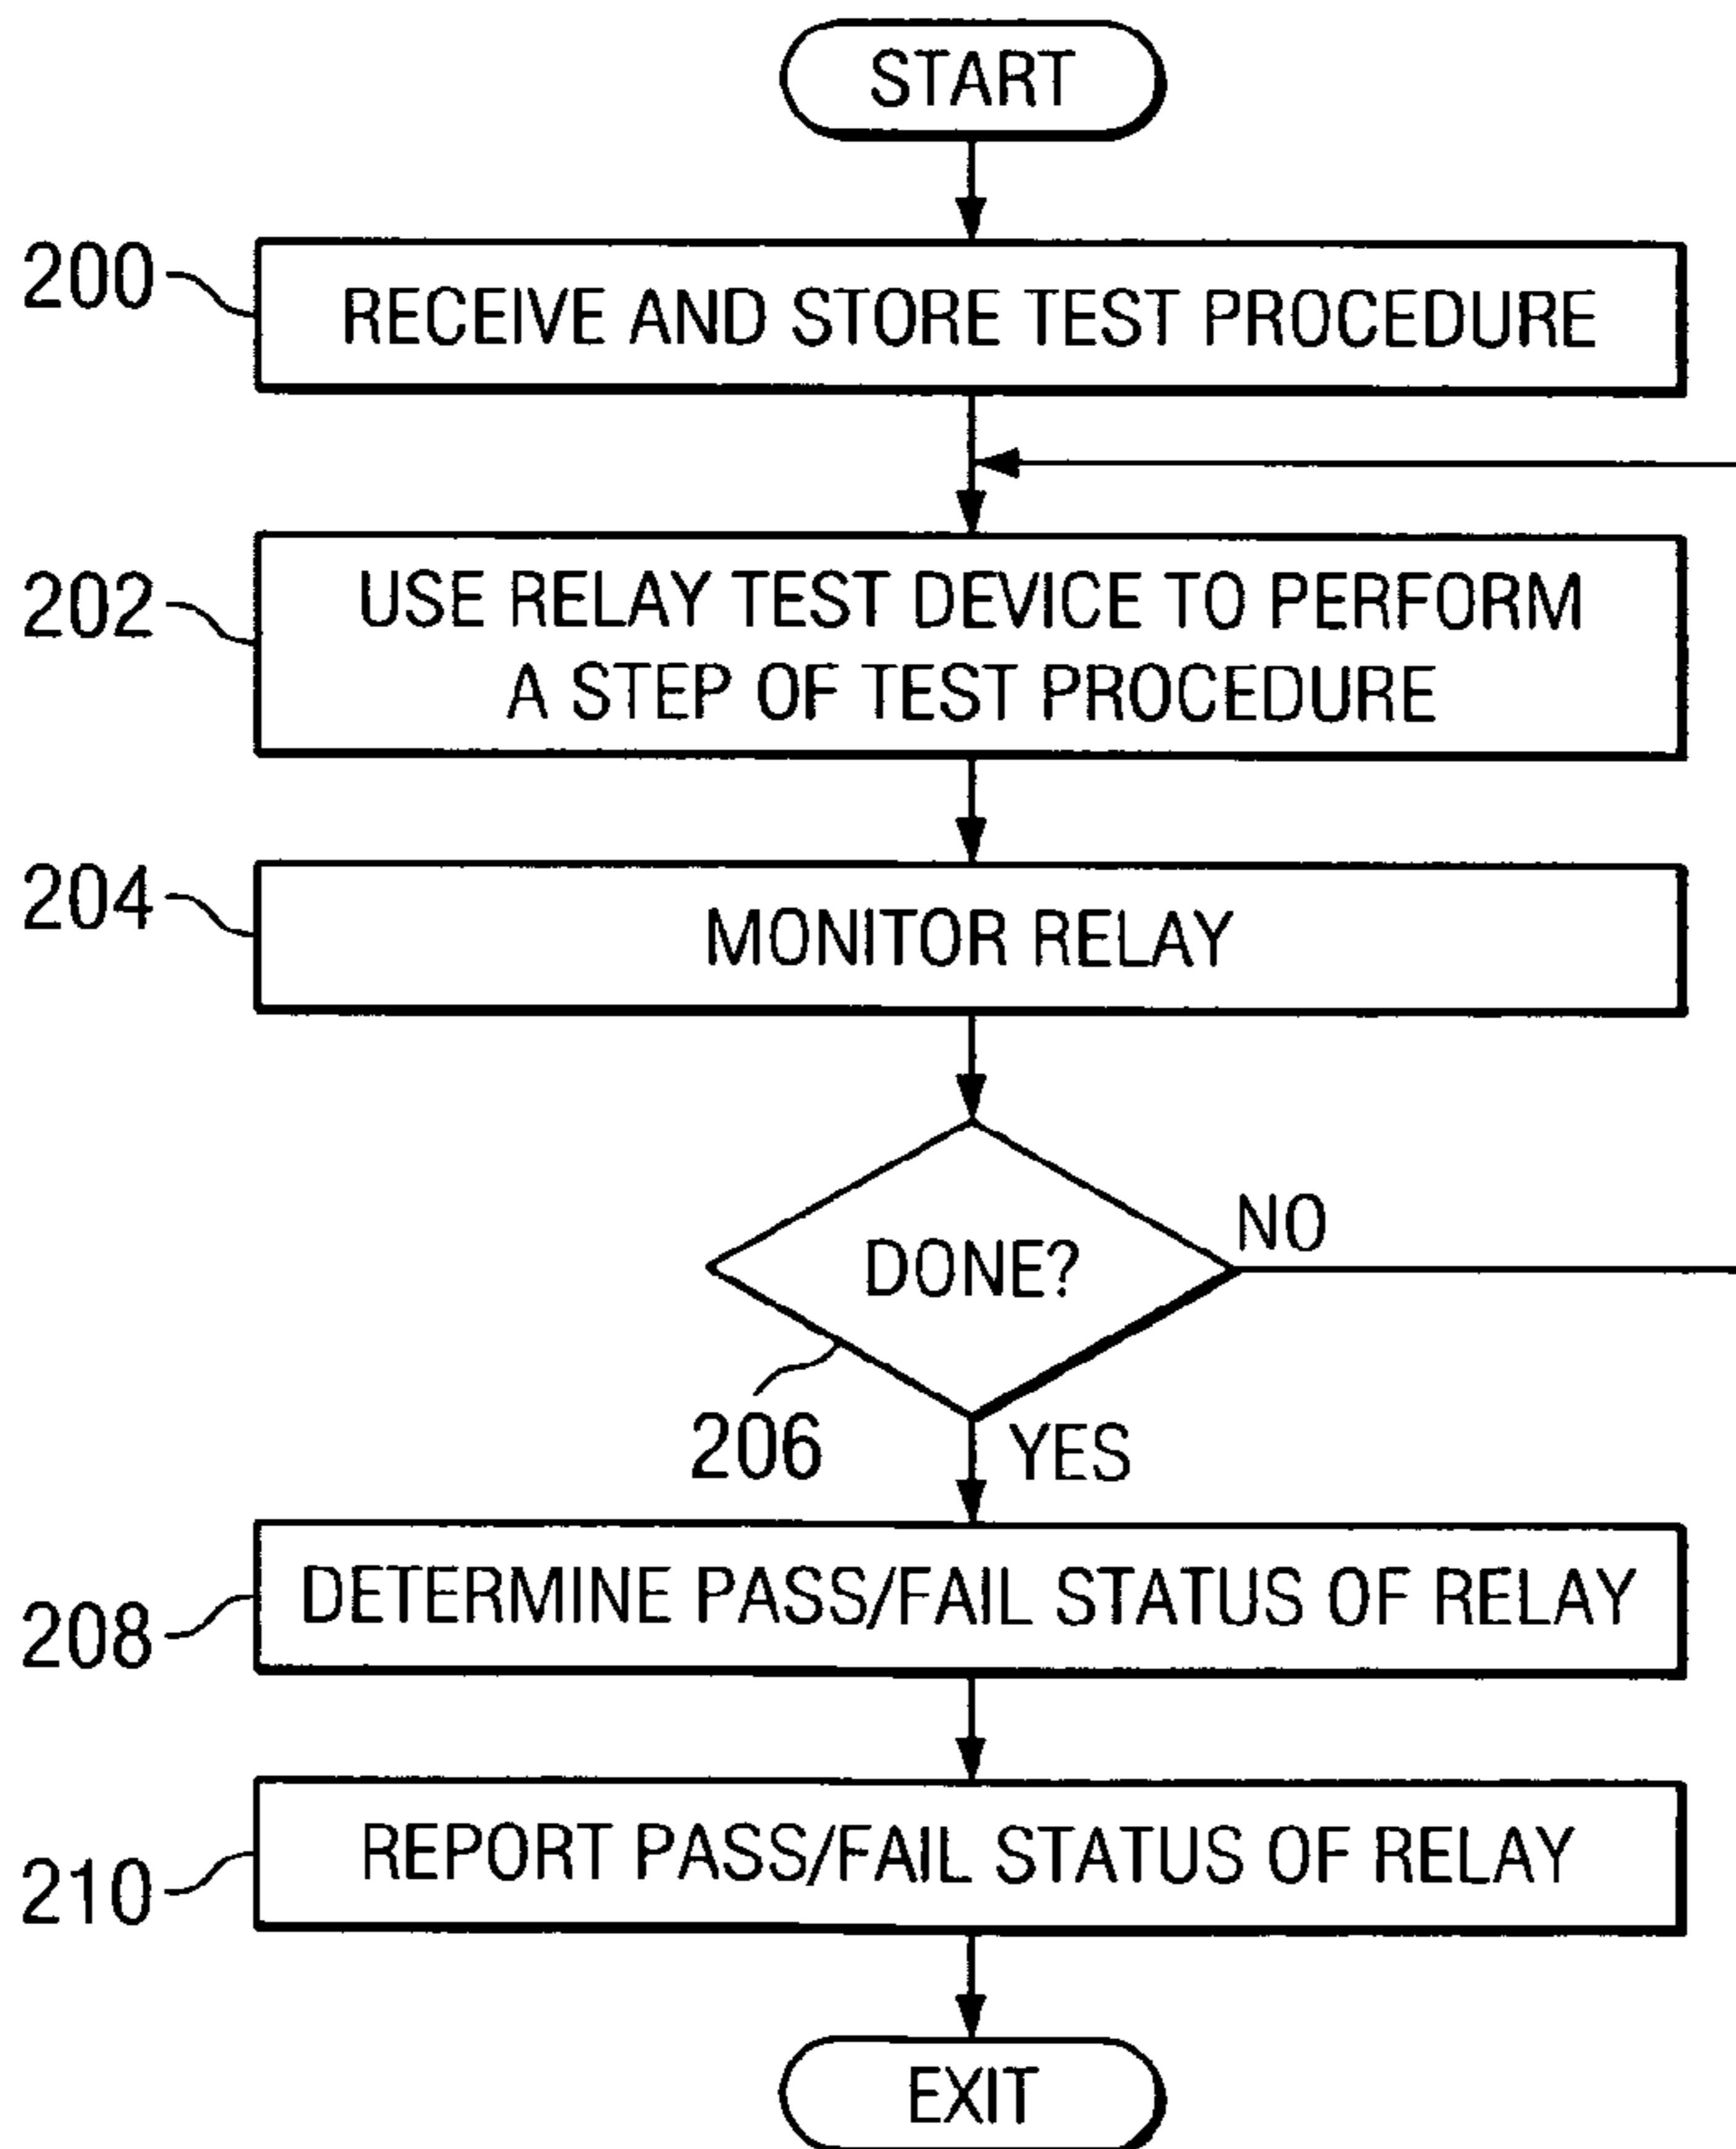 START
200
RECEIVE AND STORE TEST PROCEDURE
202
USE RELAY TEST DEVICE TO PERFORM
A STEP OF TEST PROCEDURE
204
MONITOR RELAY
DONE?
NO
206
YES
208
DETERMINE PASS/FAIL STATUS OF RELAY
210
REPORT PASS/FAIL STATUS OF RELAY
EXIT